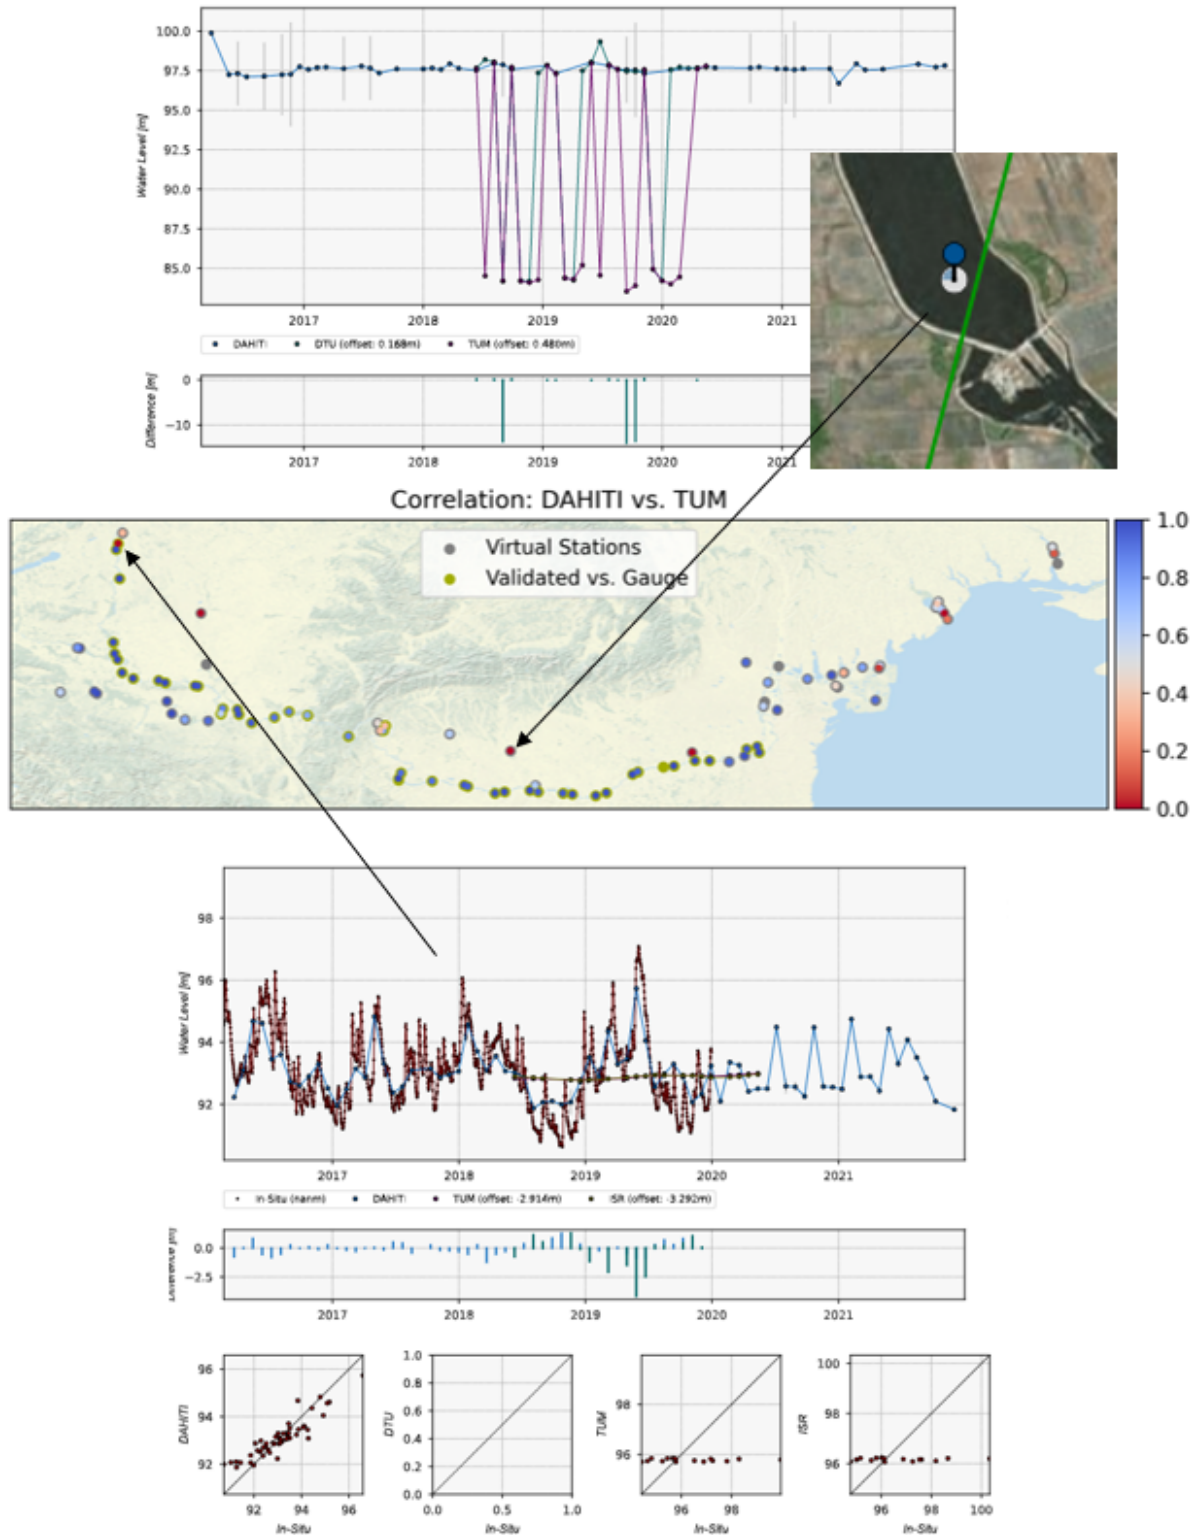 100.0
97.5
95.0
92.5
90.0
87.5
85.0
Water Level [m]
2017 2018 2019 2020 2021
DAHITI DTU (offset: 0.168m) TUM (offset: 0.480m)
0
−10
Difference [m]
2017 2018 2019 2020 2021
Correlation: DAHITI vs. TUM
Virtual Stations
Validated vs. Gauge
1.0
0.8
0.6
0.4
0.2
0.0
98
96
94
92
Water Level [m]
2017 2018 2019 2020 2021
In-Situ (nanm) DAHITI TUM (offset: -2.914m) ISR (offset: -3.292m)
0.0
−2.5
Difference [m]
2017 2018 2019 2020 2021
96
94
92
DAHITI
92 94 96
In-Situ
1.0
0.8
0.6
0.4
0.2
0.0
DTU
0.0 0.5 1.0
In-Situ
98
96
TUM
96 98
In-Situ
100
98
96
ISR
96 98 100
In-Situ